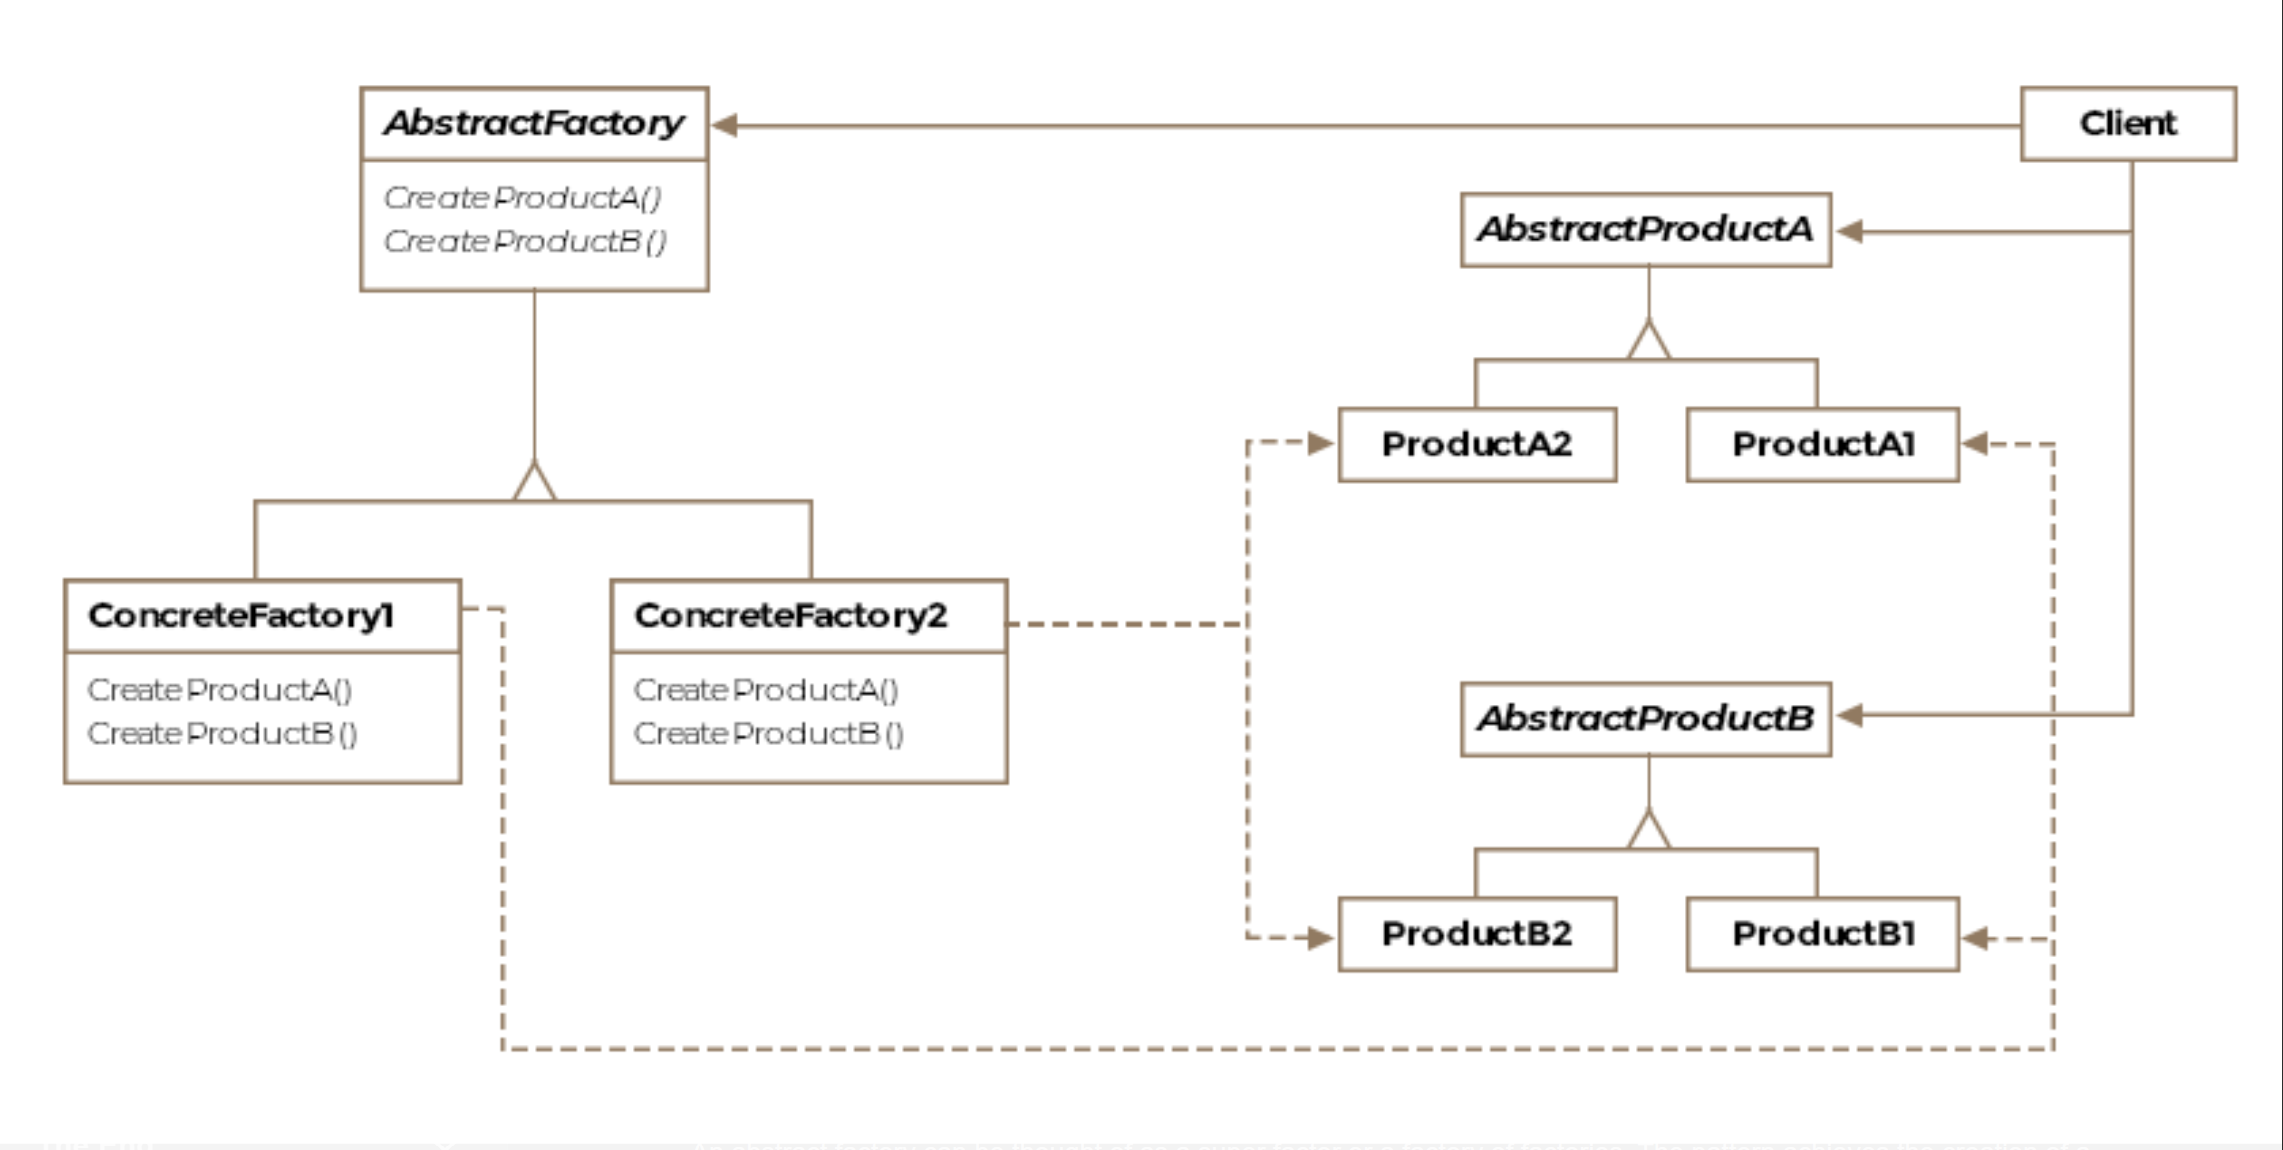 AbstractFactory
CreateProductA()
CreateProductB()
Client
AbstractProductA
ProductA2
ProductA1
ConcreteFactory1
CreateProductA()
CreateProductB()
ConcreteFactory2
CreateProductA()
CreateProductB()
AbstractProductB
ProductB2
ProductB1